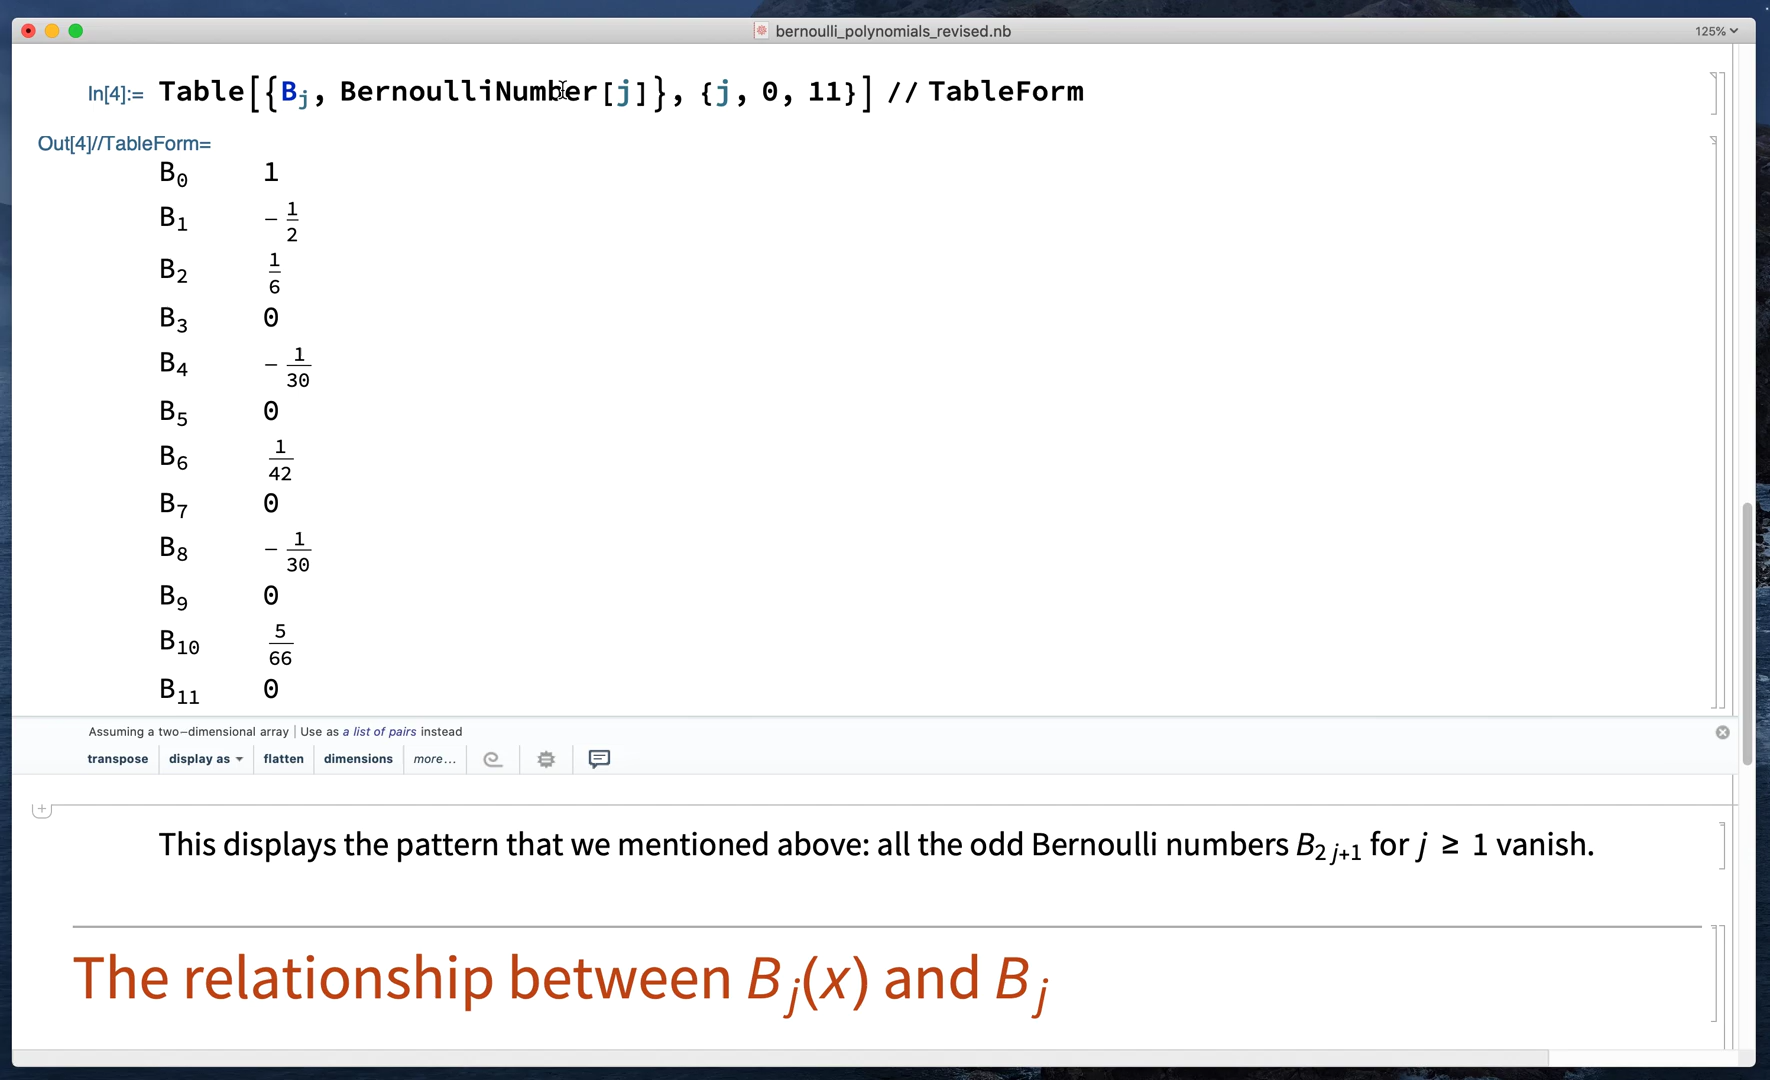 bernoulli_polynomials_revised.nb
125%
In[4]:= Table[{Bj, BernoulliNumber[j]}, {j, 0, 11}] // TableForm
Out[4]//TableForm=
B0 1
B1 - 1/2
B2 1/6
B3 0
B4 - 1/30
B5 0
B6 1/42
B7 0
B8 - 1/30
B9 0
B10 5/66
B11 0
Assuming a two-dimensional array | Use as a list of pairs instead
transpose display as flatten dimensions more...
This displays the pattern that we mentioned above: all the odd Bernoulli numbers B2 j+1 for j ≥ 1 vanish.
The relationship between Bj(x) and Bj